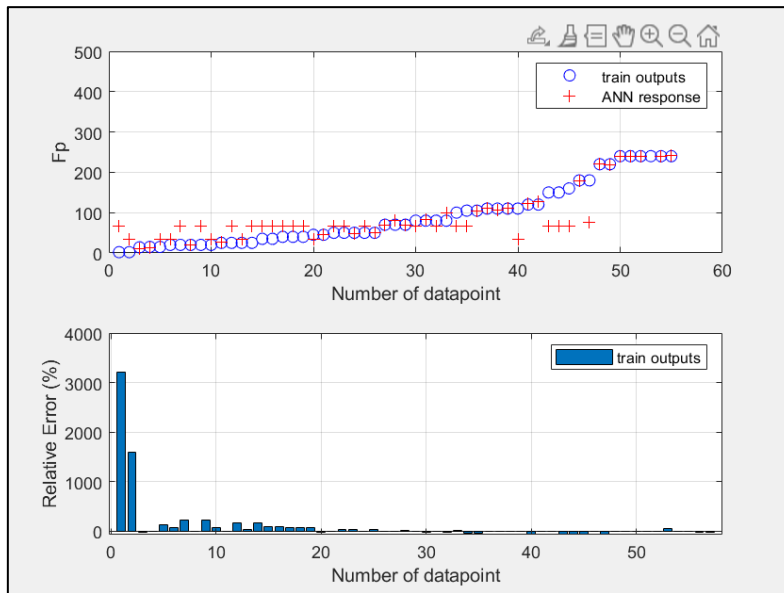 500
400
300
200
100
0
Fp
train outputs
ANN response
0 10 20 30 40 50 60
Number of datapoint
4000
3000
2000
1000
0
Relative Error (%)
train outputs
0 10 20 30 40 50
Number of datapoint